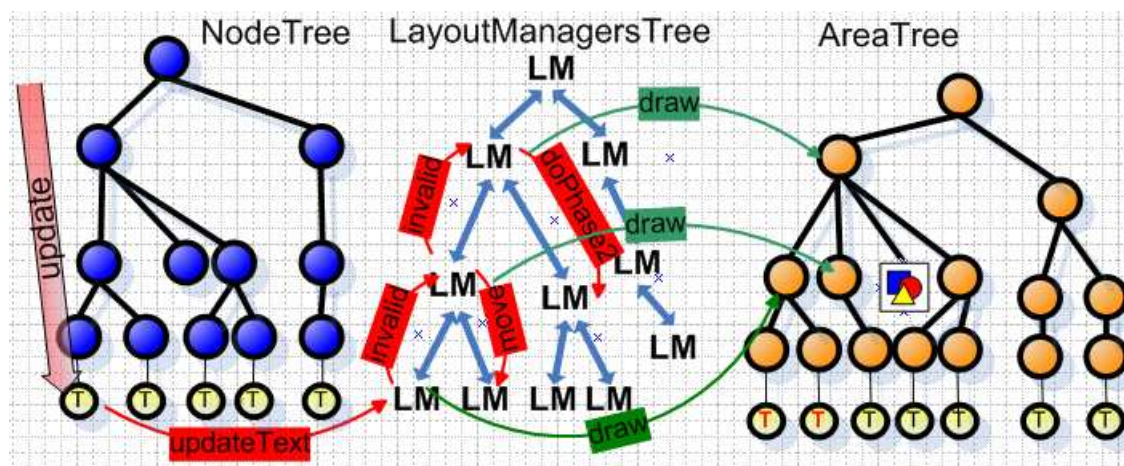 NodeTree
LayoutManagersTree
AreaTree
LM
draw
LM
LM
invalid
doPhase2
update
draw
LM
LM
LM
invalid
move
LM
LM LM LM LM
T T T T T
T T T T T T T
updateText
draw